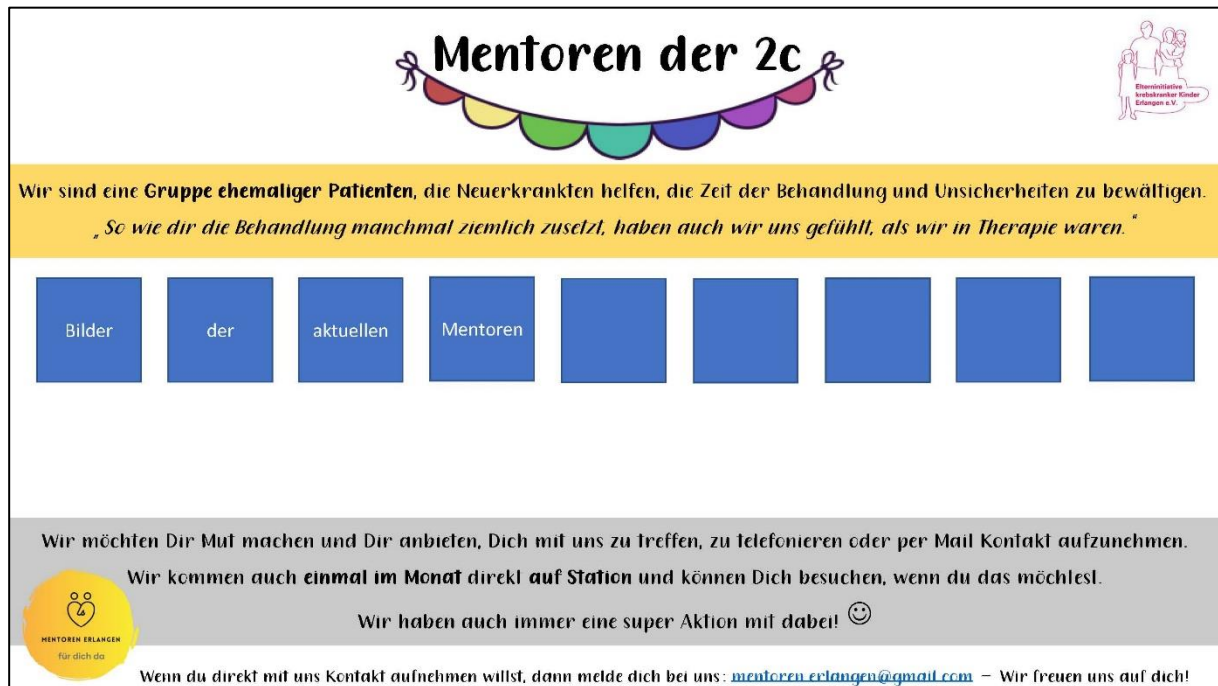 Mentoren der 2c
Elterninitiative
krebskranker Kinder
Erlangen e.V.
Wir sind eine Gruppe ehemaliger Patienten, die Neuerkrankten helfen, die Zeit der Behandlung und Unsicherheiten zu bewältigen.
„So wie dir die Behandlung manchmal ziemlich zusetzt, haben auch wir uns gefühlt, als wir in Therapie waren.“
Bilder der aktuellen Mentoren
Wir möchten Dir Mut machen und Dir anbieten, Dich mit uns zu treffen, zu telefonieren oder per Mail Kontakt aufzunehmen.
Wir kommen auch einmal im Monat direkt auf Station und können Dich besuchen, wenn du das möchtest.
Wir haben auch immer eine super Aktion mit dabei! ☺
MENTOREN ERLANGEN
für dich da
Wenn du direkt mit uns Kontakt aufnehmen willst, dann melde dich bei uns: mentoren.erlangen@gmail.com – Wir freuen uns auf dich!